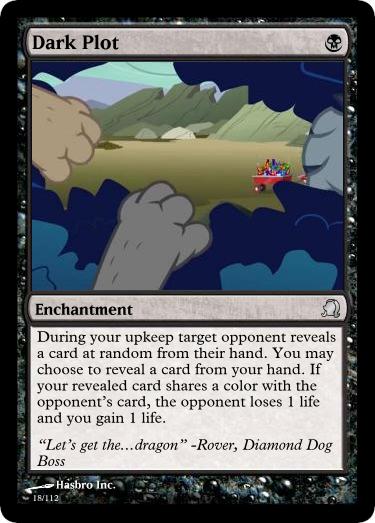 Dark Plot
Enchantment
During your upkeep target opponent reveals
a card at random from their hand. You may
choose to reveal a card from your hand. If
your revealed card shares a color with the
opponent's card, the opponent loses 1 life
and you gain 1 life.
“Let's get the...dragon” -Rover, Diamond Dog
Boss
Hasbro Inc.
18/112